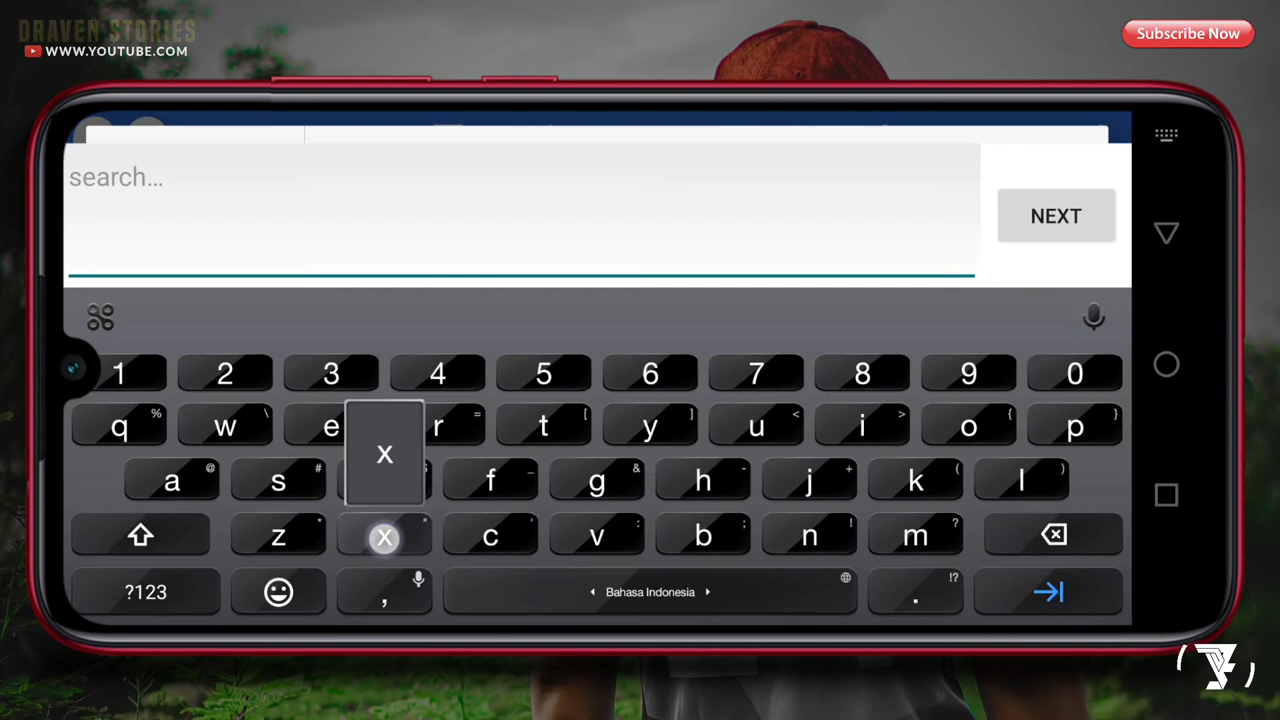 DRAVEN STORIES
WWW.YOUTUBE.COM
Subscribe Now
search...
NEXT
1 2 3 4 5 6 7 8 9 0
q % w \ e r = t [ y ] u < i > o { p }
x
a @ s # $ f _ g & h - j + k ( l )
z * x " c ' v : b ; n ! m ?
?123 , Bahasa Indonesia . !?